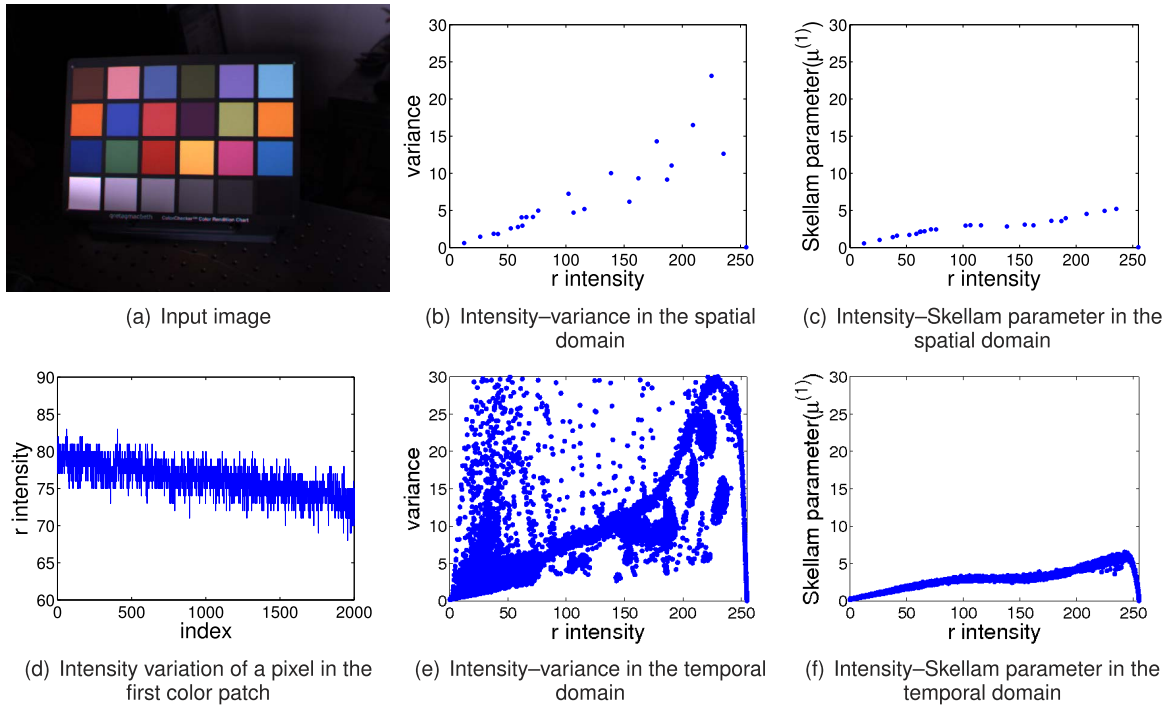 30
25
20
15
10
5
0
0 50 100 150 200 250
variance
r intensity
30
25
20
15
10
5
0
0 50 100 150 200 250
Skellam parameter(μ(1))
r intensity
ColorChecker™ Color Rendition Chart
(a) Input image
(b) Intensity–variance in the spatial
domain
(c) Intensity–Skellam parameter in the
spatial domain
90
85
80
75
70
65
60
0 500 1000 1500 2000
r intensity
index
30
25
20
15
10
5
0
0 50 100 150 200 250
variance
r intensity
30
25
20
15
10
5
0
0 50 100 150 200 250
Skellam parameter(μ(1))
r intensity
(d) Intensity variation of a pixel in the
first color patch
(e) Intensity–variance in the temporal
domain
(f) Intensity–Skellam parameter in the
temporal domain